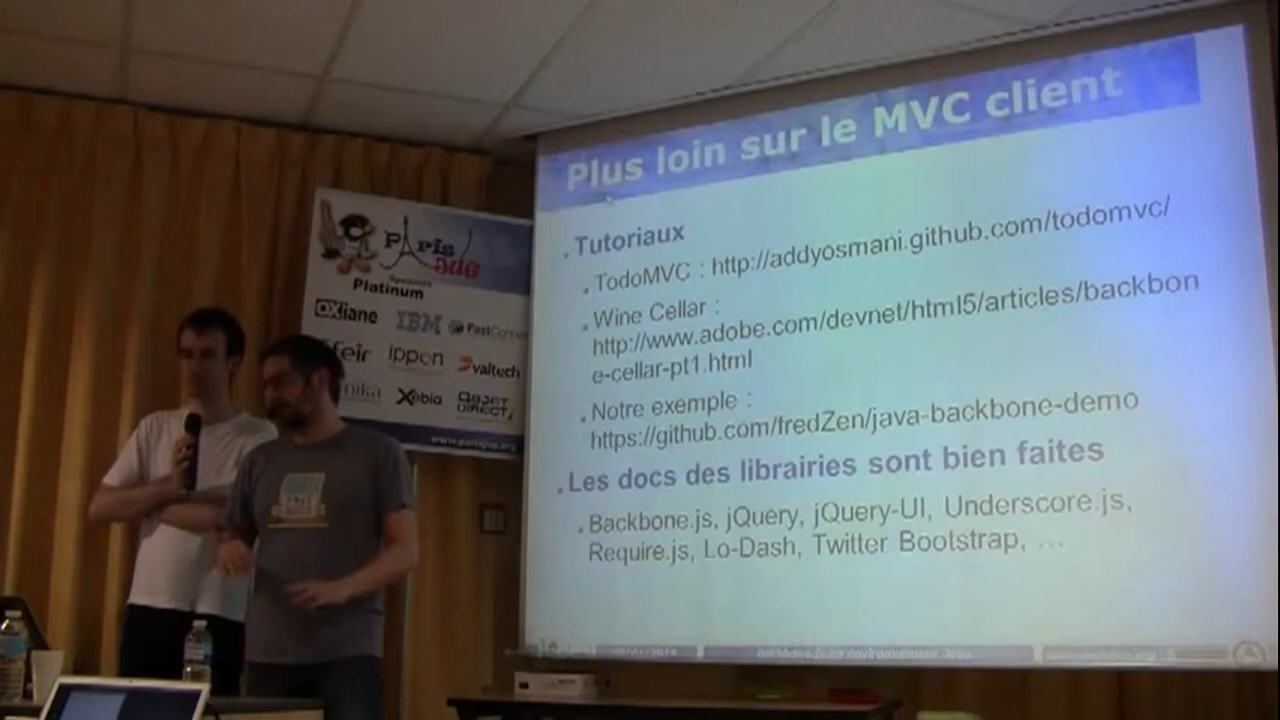 Plus loin sur le MVC client
. Tutoriaux
. TodoMVC : http://addyosmani.github.com/todomvc/
. Wine Cellar :
http://www.adobe.com/devnet/html5/articles/backbon
e-cellar-pt1.html
. Notre exemple :
https://github.com/fredZen/java-backbone-demo
. Les docs des librairies sont bien faites
. Backbone.js, jQuery, jQuery-UI, Underscore.js,
Require.js, Lo-Dash, Twitter Bootstrap, ...
Paris
JUG
Sponsors
Platinum
OXiane IBM FastConnec
ippon valtech
Xebia OBJET
DIRECT
www.parisjug.org